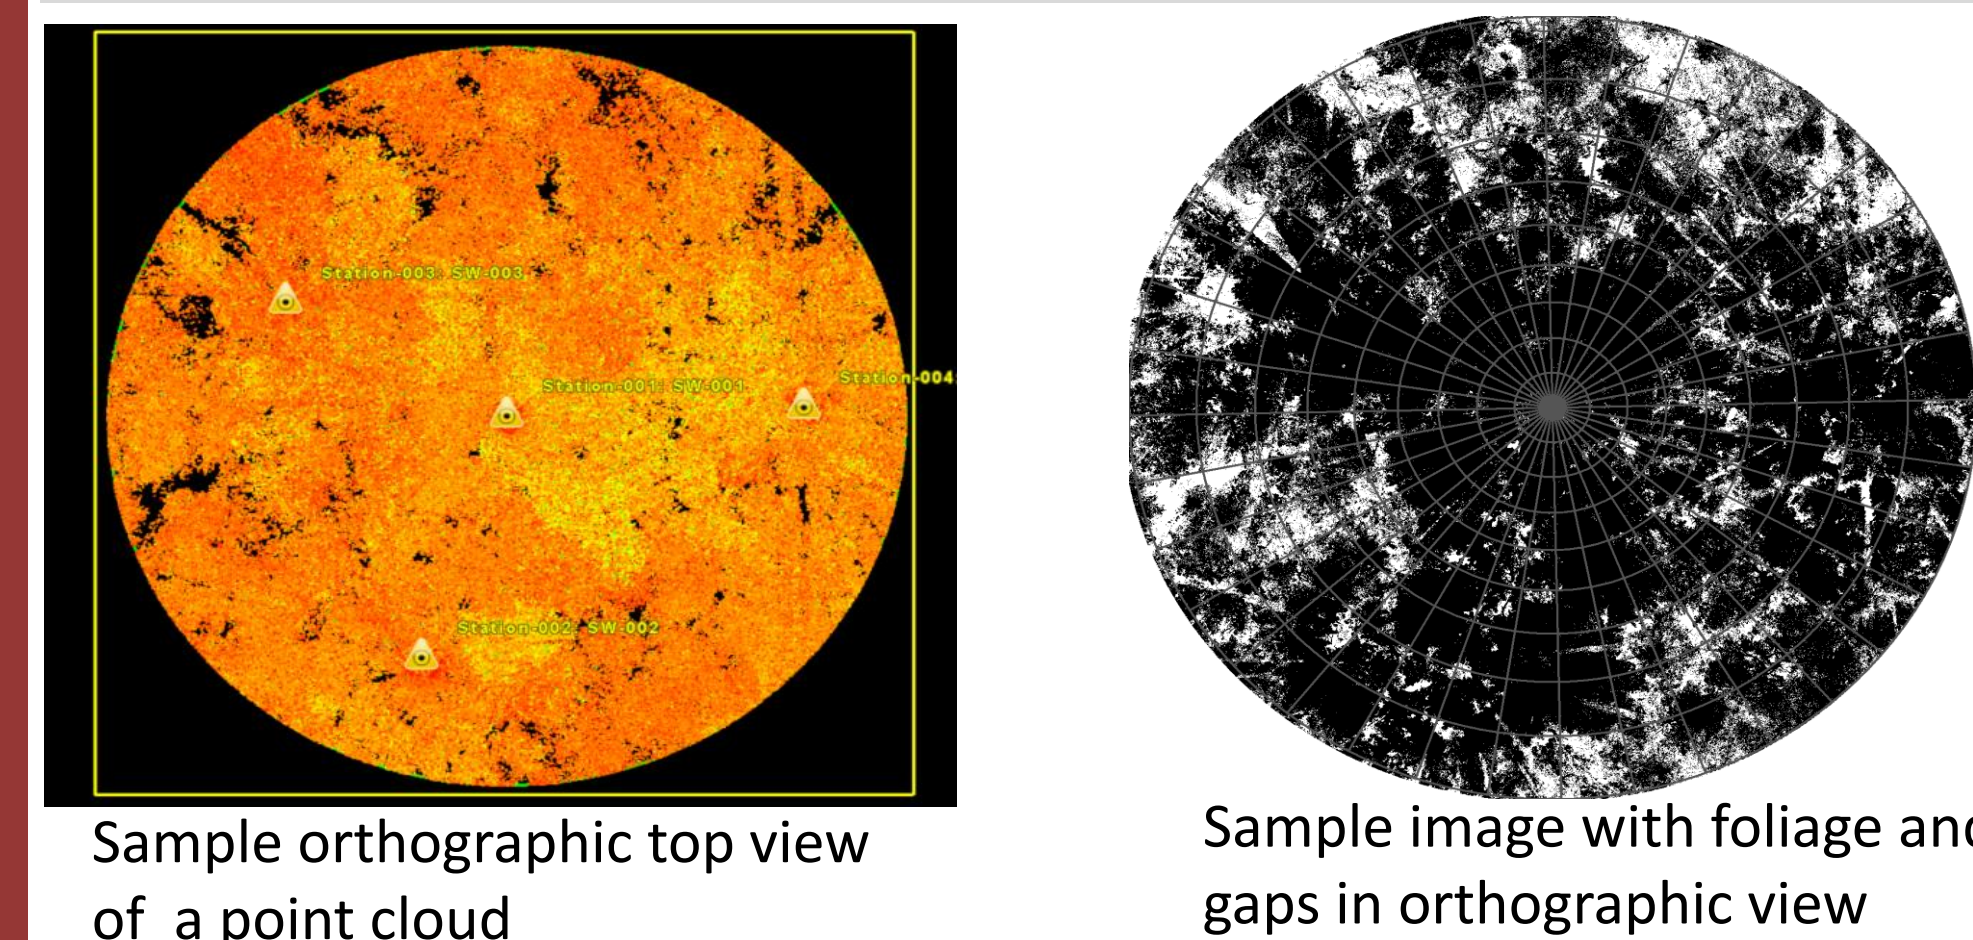 Station-003: SW-003
Station-001: SW-001
Station-004:
Station-002: SW-002
Sample orthographic top view
of a point cloud
Sample image with foliage and
gaps in orthographic view